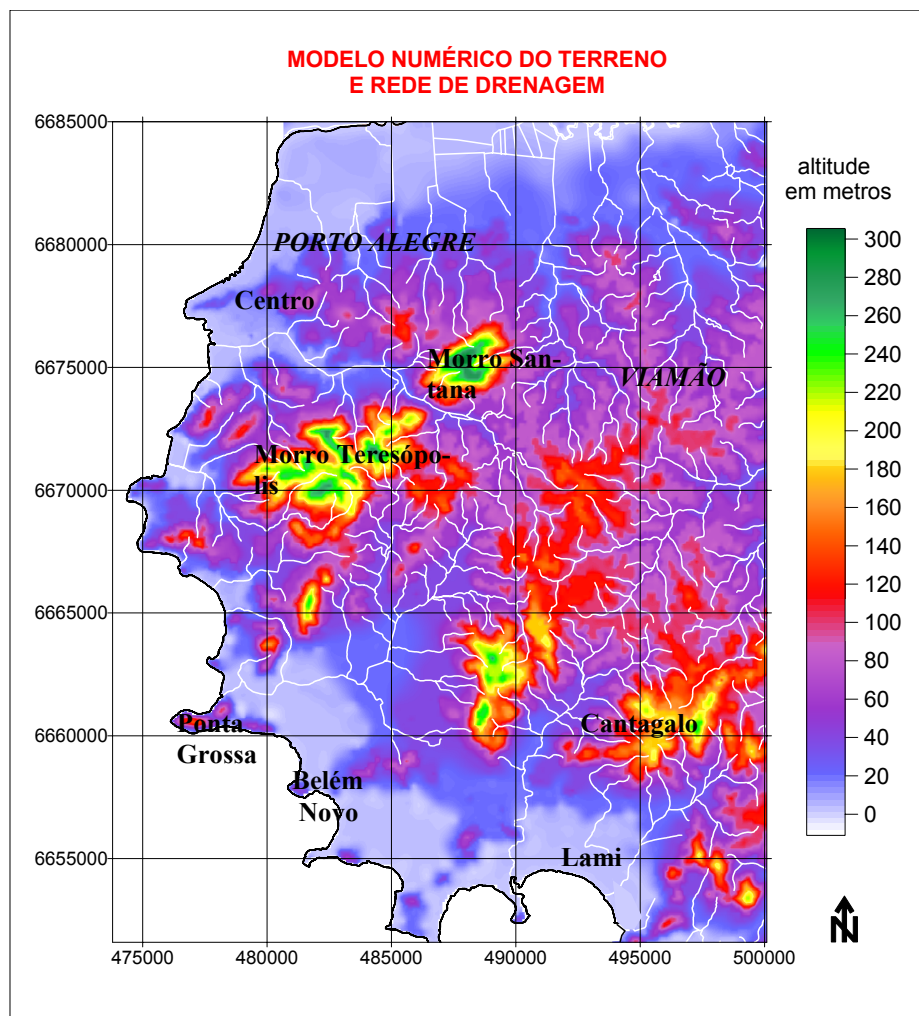 MODELO NUMÉRICO DO TERRENO
E REDE DE DRENAGEM
altitude
em metros
6685000
6680000
6675000
6670000
6665000
6660000
6655000
PORTO ALEGRE
Centro
Morro San-
tana
VIAMÃO
Morro Teresópo-
lis
Ponta
Grossa
Cantagalo
Belém
Novo
Lami
300
280
260
240
220
200
180
160
140
120
100
80
60
40
20
0
N
475000
480000
485000
490000
495000
500000